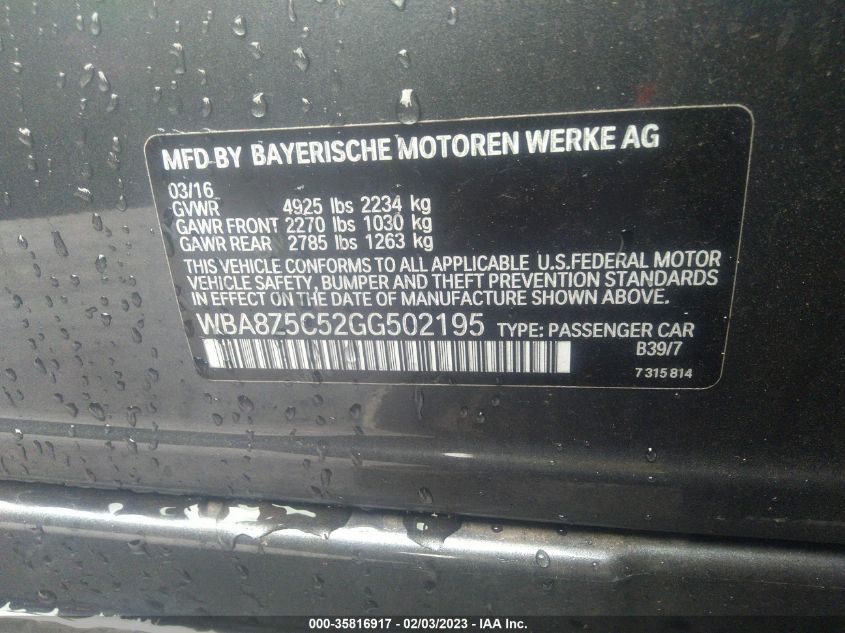 MFD BY BAYERISCHE MOTOREN WERKE AG
03/16
GVWR 4925 lbs 2234 kg
GAWR FRONT 2270 lbs 1030 kg
GAWR REAR 2785 lbs 1263 kg
THIS VEHICLE CONFORMS TO ALL APPLICABLE U.S.FEDERAL MOTOR
VEHICLE SAFETY, BUMPER AND THEFT PREVENTION STANDARDS
IN EFFECT ON THE DATE OF MANUFACTURE SHOWN ABOVE.
WBA8Z5C52GG502195 TYPE: PASSENGER CAR
B39/7
7 315 814
000-35816917 - 02/03/2023 - IAA Inc.